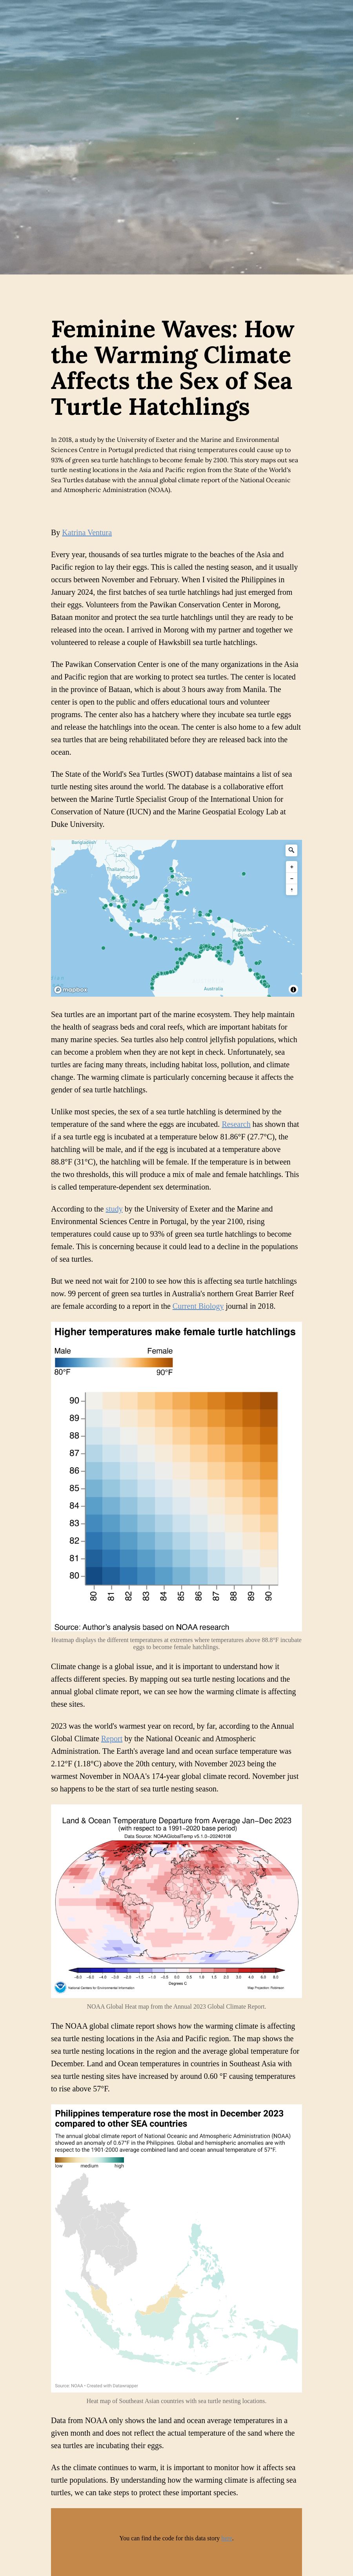 Feminine Waves: How
the Warming Climate
Affects the Sex of Sea
Turtle Hatchlings
In 2018, a study by the University of Exeter and the Marine and Environmental
Sciences Centre in Portugal predicted that rising temperatures could cause up to
93% of green sea turtle hatchlings to become female by 2100. This story maps out sea
turtle nesting locations in the Asia and Pacific region from the State of the World's
Sea Turtles database with the annual global climate report of the National Oceanic
and Atmospheric Administration (NOAA).
By Katrina Ventura
Every year, thousands of sea turtles migrate to the beaches of the Asia and
Pacific region to lay their eggs. This is called the nesting season, and it usually
occurs between November and February. When I visited the Philippines in
January 2024, the first batches of sea turtle hatchlings had just emerged from
their eggs. Volunteers from the Pawikan Conservation Center in Morong,
Bataan monitor and protect the sea turtle hatchlings until they are ready to be
released into the ocean. I arrived in Morong with my partner and together we
volunteered to release a couple of Hawksbill sea turtle hatchlings.
The Pawikan Conservation Center is one of the many organizations in the Asia
and Pacific region that are working to protect sea turtles. The center is located
in the province of Bataan, which is about 3 hours away from Manila. The
center is open to the public and offers educational tours and volunteer
programs. The center also has a hatchery where they incubate sea turtle eggs
and release the hatchlings into the ocean. The center is also home to a few adult
sea turtles that are being rehabilitated before they are released back into the
ocean.
The State of the World's Sea Turtles (SWOT) database maintains a list of sea
turtle nesting sites around the world. The database is a collaborative effort
between the Marine Turtle Specialist Group of the International Union for
Conservation of Nature (IUCN) and the Marine Geospatial Ecology Lab at
Duke University.
Bangladesh
Laos
Thailand
Cambodia
Australia
mapbox
Sea turtles are an important part of the marine ecosystem. They help maintain
the health of seagrass beds and coral reefs, which are important habitats for
many marine species. Sea turtles also help control jellyfish populations, which
can become a problem when they are not kept in check. Unfortunately, sea
turtles are facing many threats, including habitat loss, pollution, and climate
change. The warming climate is particularly concerning because it affects the
gender of sea turtle hatchlings.
Unlike most species, the sex of a sea turtle hatchling is determined by the
temperature of the sand where the eggs are incubated. Research has shown that
if a sea turtle egg is incubated at a temperature below 81.86°F (27.7°C), the
hatchling will be male, and if the egg is incubated at a temperature above
88.8°F (31°C), the hatchling will be female. If the temperature is in between
the two thresholds, this will produce a mix of male and female hatchlings. This
is called temperature-dependent sex determination.
According to the study by the University of Exeter and the Marine and
Environmental Sciences Centre in Portugal, by the year 2100, rising
temperatures could cause up to 93% of green sea turtle hatchlings to become
female. This is concerning because it could lead to a decline in the populations
of sea turtles.
But we need not wait for 2100 to see how this is affecting sea turtle hatchlings
now. 99 percent of green sea turtles in Australia's northern Great Barrier Reef
are female according to a report in the Current Biology journal in 2018.
Higher temperatures make female turtle hatchlings
Male Female
80°F 90°F
90
89
88
87
86
85
84
83
82
81
80
80 81 82 83 84 85 86 87 88 89 90
Source: Author's analysis based on NOAA research
Heatmap displays the different temperatures at extremes where temperatures above 88.8°F incubate
eggs to become female hatchlings.
Climate change is a global issue, and it is important to understand how it
affects different species. By mapping out sea turtle nesting locations and the
annual global climate report, we can see how the warming climate is affecting
these sites.
2023 was the world's warmest year on record, by far, according to the Annual
Global Climate Report by the National Oceanic and Atmospheric
Administration. The Earth's average land and ocean surface temperature was
2.12°F (1.18°C) above the 20th century, with November 2023 being the
warmest November in NOAA's 174-year global climate record. November just
so happens to be the start of sea turtle nesting season.
Land & Ocean Temperature Departure from Average Jan–Dec 2023
(with respect to a 1991–2020 base period)
Data Source: NOAAGlobalTemp v5.1.0–20240108
-8.0 -6.0 -4.0 -2.0 -1.5 -1.0 -0.5 0.0 0.5 1.0 1.5 2.0 3.0 4.0 6.0 8.0
Degrees C
National Centers for Environmental Information
Map Projection: Robinson
NOAA Global Heat map from the Annual 2023 Global Climate Report.
The NOAA global climate report shows how the warming climate is affecting
sea turtle nesting locations in the Asia and Pacific region. The map shows the
sea turtle nesting locations in the region and the average global temperature for
December. Land and Ocean temperatures in countries in Southeast Asia with
sea turtle nesting sites have increased by around 0.60 °F causing temperatures
to rise above 57°F.
Philippines temperature rose the most in December 2023
compared to other SEA countries
The annual global climate report of National Oceanic and Atmospheric Administration (NOAA)
showed an anomaly of 0.67°F in the Philippines. Global and hemispheric anomalies are with
respect to the 1901-2000 average combined land and ocean annual temperature of 57°F.
low medium high
Source: NOAA • Created with Datawrapper
Heat map of Southeast Asian countries with sea turtle nesting locations.
Data from NOAA only shows the land and ocean average temperatures in a
given month and does not reflect the actual temperature of the sand where the
sea turtles are incubating their eggs.
As the climate continues to warm, it is important to monitor how it affects sea
turtle populations. By understanding how the warming climate is affecting sea
turtles, we can take steps to protect these important species.
You can find the code for this data story here.